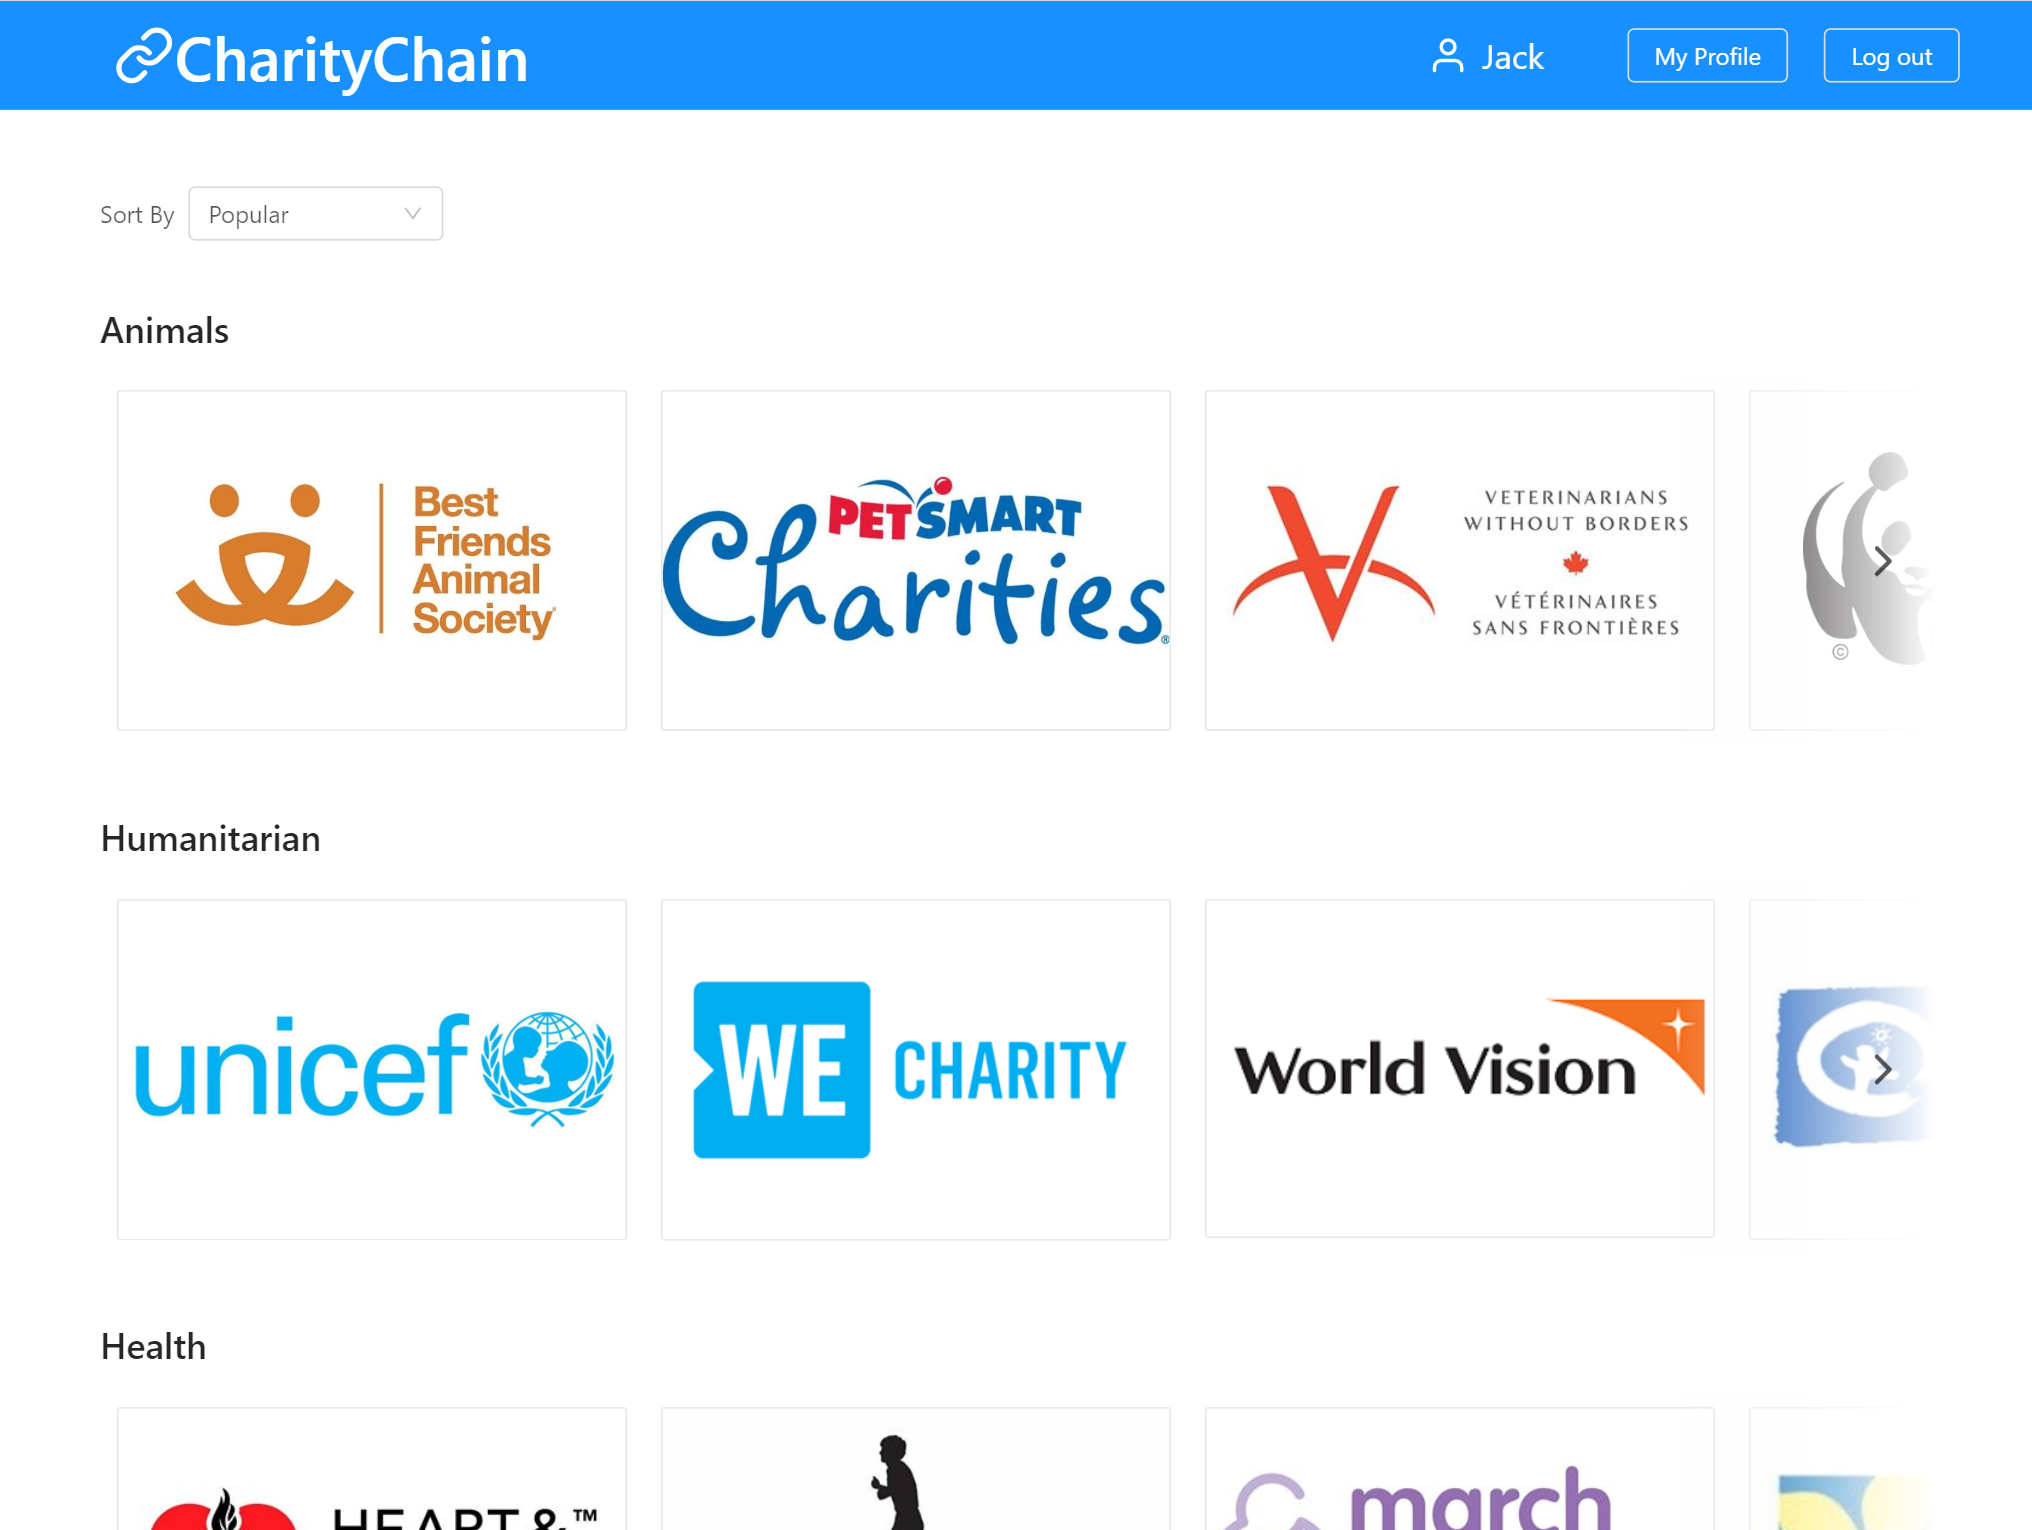 CharityChain
Jack
My Profile
Log out
Sort By
Popular
Animals
Best
Friends
Animal
Society
PETSMART
Charities®
VETERINARIANS
WITHOUT BORDERS
VÉTÉRINAIRES
SANS FRONTIÈRES
©
Humanitarian
unicef
WE CHARITY
World Vision
Health
HEART &™
march